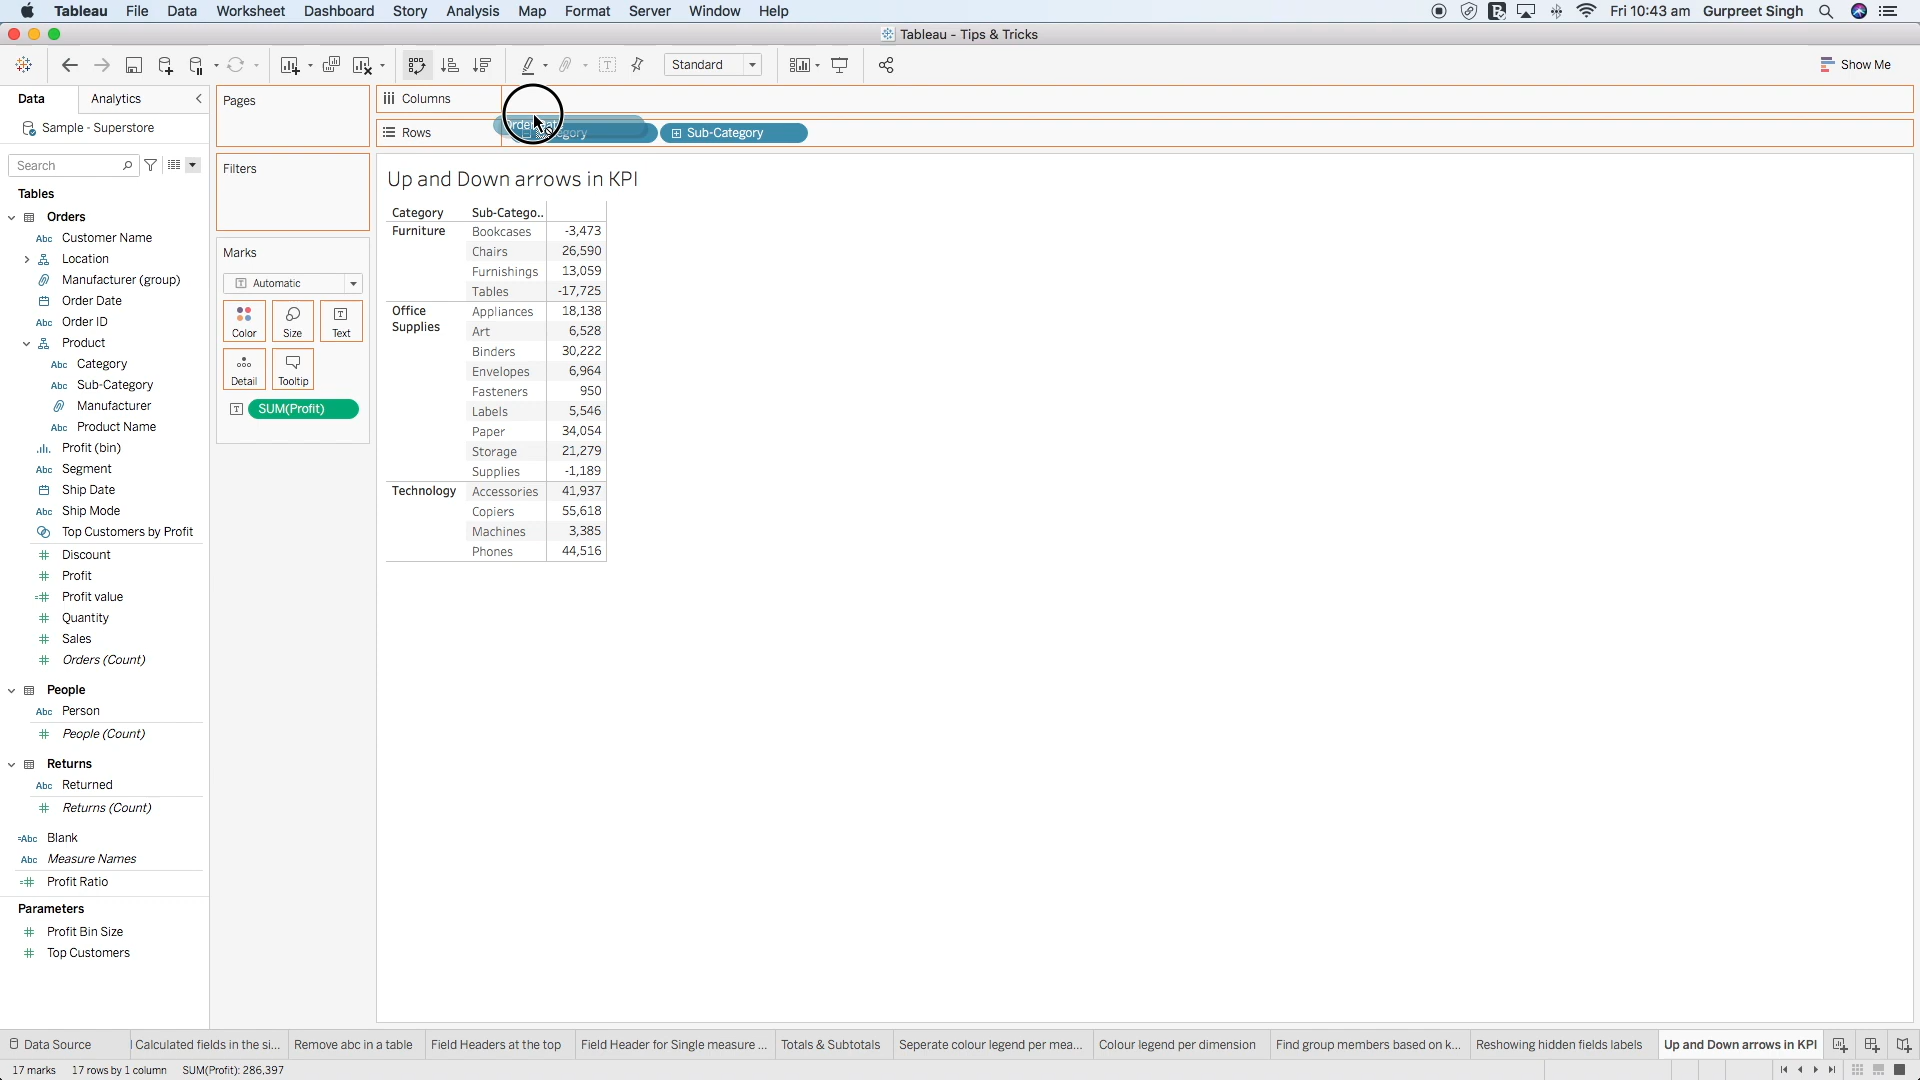 Tableau File Data Worksheet Dashboard Story Analysis Map Format Server Window Help Fri 10:43 am Gurpreet Singh
Tableau - Tips & Tricks
Standard
Show Me
Data Analytics
Sample - Superstore
Search
Tables
Orders
Abc Customer Name
Location
Manufacturer (group)
Order Date
Abc Order ID
Product
Abc Category
Abc Sub-Category
Manufacturer
Abc Product Name
Profit (bin)
Abc Segment
Ship Date
Abc Ship Mode
Top Customers by Profit
# Discount
# Profit
=# Profit value
# Quantity
# Sales
# Orders (Count)
People
Abc Person
# People (Count)
Returns
Abc Returned
# Returns (Count)
=Abc Blank
Abc Measure Names
=# Profit Ratio
Parameters
# Profit Bin Size
# Top Customers
Pages
Filters
Marks
Automatic
Color Size Text
Detail Tooltip
SUM(Profit)
Columns
Rows Sub-Category
Up and Down arrows in KPI
Category Sub-Catego..
Furniture Bookcases -3,473
Chairs 26,590
Furnishings 13,059
Tables -17,725
Office Supplies Appliances 18,138
Art 6,528
Binders 30,222
Envelopes 6,964
Fasteners 950
Labels 5,546
Paper 34,054
Storage 21,279
Supplies -1,189
Technology Accessories 41,937
Copiers 55,618
Machines 3,385
Phones 44,516
Data Source Calculated fields in the si... Remove abc in a table Field Headers at the top Field Header for Single measure ... Totals & Subtotals Seperate colour legend per mea... Colour legend per dimension Find group members based on k... Reshowing hidden fields labels Up and Down arrows in KPI
17 marks 17 rows by 1 column SUM(Profit): 286,397